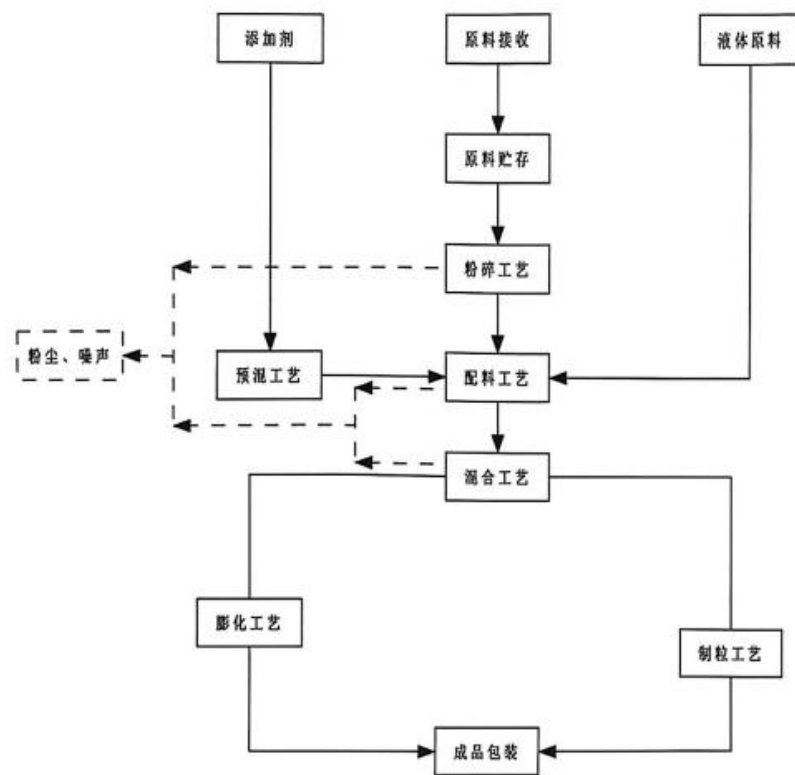 添加剂
原料接收
液体原料
原料贮存
粉碎工艺
粉尘、噪声
预混工艺
配料工艺
混合工艺
膨化工艺
制粒工艺
成品包装